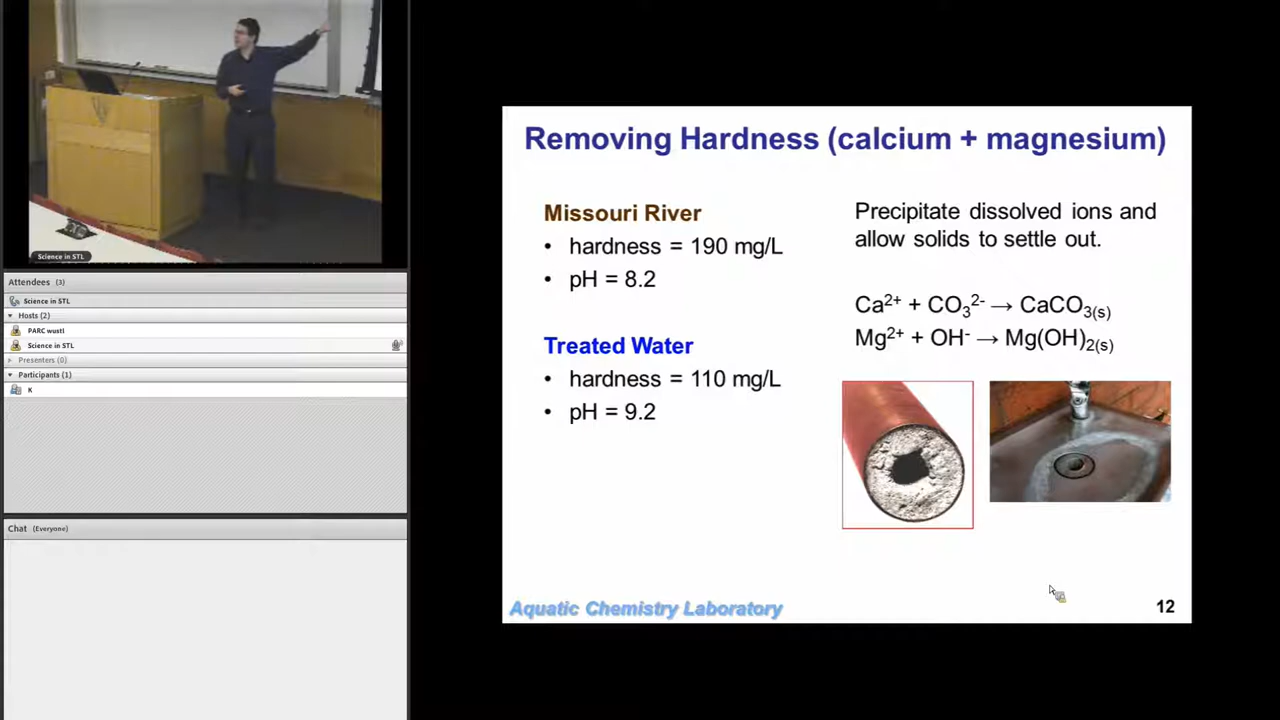 Science in STL
Attendees (3)
Science in STL
Hosts (2)
PARC wustl
Science in STL
Presenters (0)
Participants (1)
K
Chat (Everyone)
Removing Hardness (calcium + magnesium)
Missouri River
• hardness = 190 mg/L
• pH = 8.2
Treated Water
• hardness = 110 mg/L
• pH = 9.2
Precipitate dissolved ions and
allow solids to settle out.
Ca²⁺ + CO₃²⁻ → CaCO₃₍ₛ₎
Mg²⁺ + OH⁻ → Mg(OH)₂₍ₛ₎
Aquatic Chemistry Laboratory
12